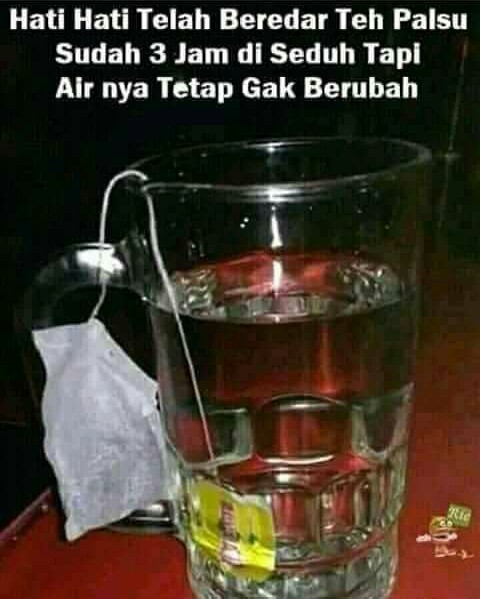 Hati Hati Telah Beredar Teh Palsu
Sudah 3 Jam di Seduh Tapi
Air nya Tetap Gak Berubah